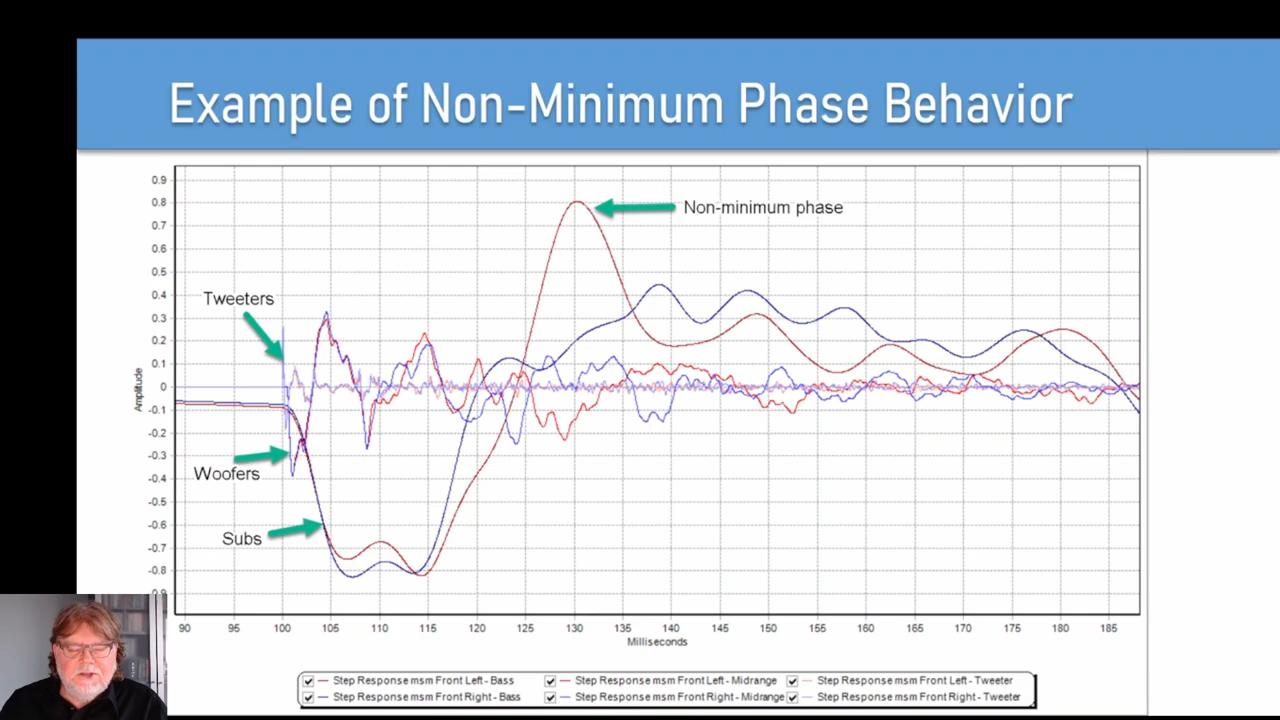 Example of Non-Minimum Phase Behavior
0.9
0.8
Non-minimum phase
0.7
0.6
0.5
0.4
Tweeters
0.3
0.2
0.1
0
Amplitude
-0.1
-0.2
-0.3
Woofers
-0.4
-0.5
-0.6
Subs
-0.7
-0.8
0.9
90 95 100 105 110 115 120 125 130 135 140 145 150 155 160 165 170 175 180 185
Milliseconds
Step Response msm Front Left - Bass Step Response msm Front Left - Midrange Step Response msm Front Left - Tweeter
Step Response msm Front Right - Bass Step Response msm Front Right - Midrange Step Response msm Front Right - Tweeter